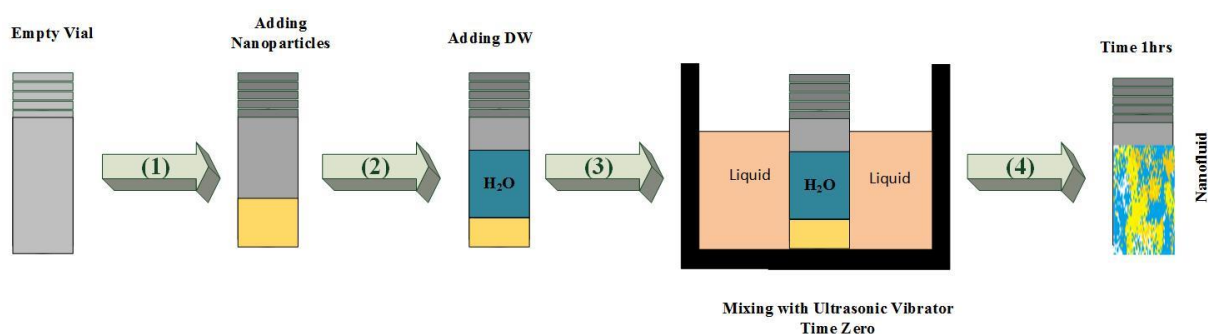 Empty Vial
Adding
Nanoparticles
Adding DW
Time 1hrs
(1)
(2)
H₂O
(3)
Liquid
H₂O
Liquid
(4)
Nanofluid
Mixing with Ultrasonic Vibrator
Time Zero